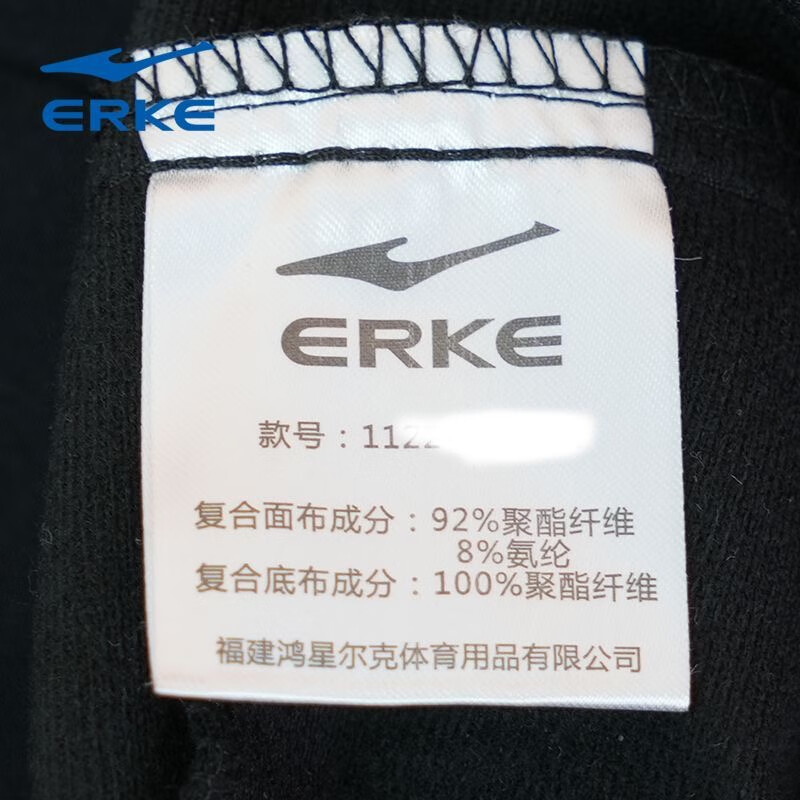 ERKE
ERKE
款号：1122
复合面布成分：92%聚酯纤维
8%氨纶
复合底布成分：100%聚酯纤维
福建鸿星尔克体育用品有限公司